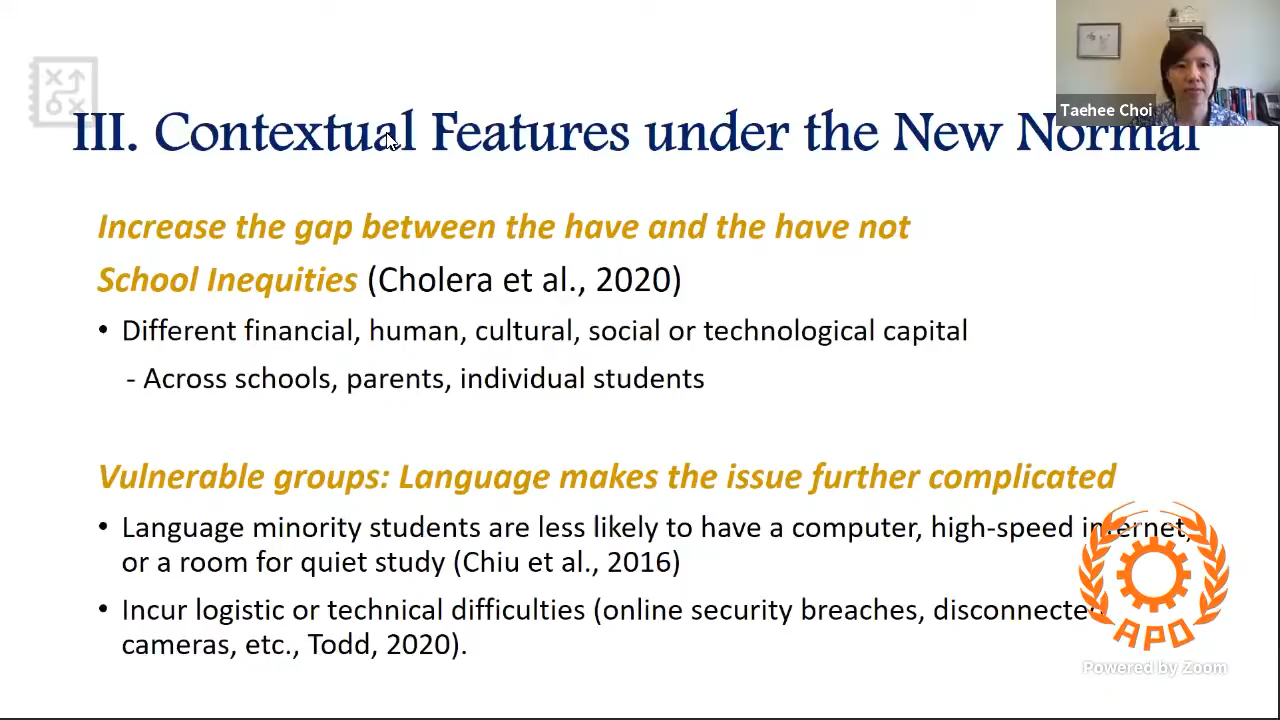 Taehee Choi
III. Contextual Features under the New Normal
Increase the gap between the have and the have not
School Inequities (Cholera et al., 2020)
• Different financial, human, cultural, social or technological capital
- Across schools, parents, individual students
Vulnerable groups: Language makes the issue further complicated
• Language minority students are less likely to have a computer, high-speed internet,
or a room for quiet study (Chiu et al., 2016)
• Incur logistic or technical difficulties (online security breaches, disconnected
cameras, etc., Todd, 2020).
APO
Powered by Zoom